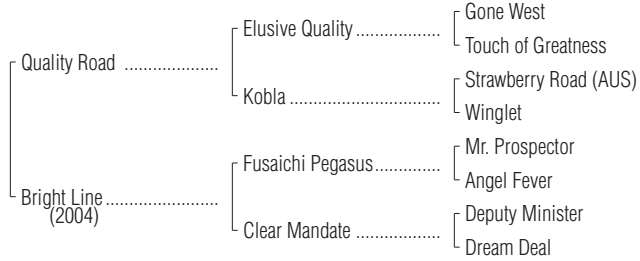 Gone West
Elusive Quality ..................
Touch of Greatness
Quality Road ....................
Strawberry Road (AUS)
Kobla ................................
Winglet
Mr. Prospector
Fusaichi Pegasus..............
Angel Fever
Bright Line ........................
(2004)
Deputy Minister
Clear Mandate ..................
Dream Deal